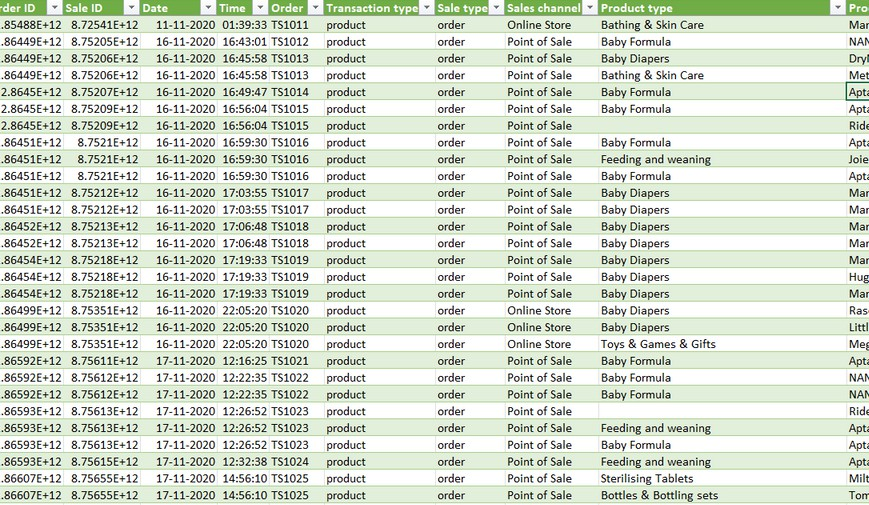 rder ID Sale ID Date Time Order Transaction type Sale type Sales channel Product type Pro
.85488E+12 8.72541E+12 11-11-2020 01:39:33 TS1011 product order Online Store Bathing & Skin Care Mar
.86449E+12 8.75205E+12 16-11-2020 16:43:01 TS1012 product order Point of Sale Baby Formula NAN
.86449E+12 8.75206E+12 16-11-2020 16:45:58 TS1013 product order Point of Sale Baby Diapers DryN
.86449E+12 8.75206E+12 16-11-2020 16:45:58 TS1013 product order Point of Sale Bathing & Skin Care Met
2.8645E+12 8.75207E+12 16-11-2020 16:49:47 TS1014 product order Point of Sale Baby Formula Apta
2.8645E+12 8.75209E+12 16-11-2020 16:56:04 TS1015 product order Point of Sale Baby Formula Apta
2.8645E+12 8.75209E+12 16-11-2020 16:56:04 TS1015 product order Point of Sale Ride
.86451E+12 8.7521E+12 16-11-2020 16:59:30 TS1016 product order Point of Sale Baby Formula Apta
.86451E+12 8.7521E+12 16-11-2020 16:59:30 TS1016 product order Point of Sale Feeding and weaning Joie
.86451E+12 8.7521E+12 16-11-2020 16:59:30 TS1016 product order Point of Sale Baby Formula Apta
.86451E+12 8.75212E+12 16-11-2020 17:03:55 TS1017 product order Point of Sale Baby Diapers Mar
.86451E+12 8.75212E+12 16-11-2020 17:03:55 TS1017 product order Point of Sale Baby Diapers Mar
.86452E+12 8.75213E+12 16-11-2020 17:06:48 TS1018 product order Point of Sale Baby Diapers Mar
.86452E+12 8.75213E+12 16-11-2020 17:06:48 TS1018 product order Point of Sale Baby Diapers Mar
.86454E+12 8.75218E+12 16-11-2020 17:19:33 TS1019 product order Point of Sale Baby Diapers Mar
.86454E+12 8.75218E+12 16-11-2020 17:19:33 TS1019 product order Point of Sale Baby Diapers Hug
.86454E+12 8.75218E+12 16-11-2020 17:19:33 TS1019 product order Point of Sale Baby Diapers Mar
.86499E+12 8.75351E+12 16-11-2020 22:05:20 TS1020 product order Online Store Baby Diapers Rasc
.86499E+12 8.75351E+12 16-11-2020 22:05:20 TS1020 product order Online Store Baby Diapers Littl
.86499E+12 8.75351E+12 16-11-2020 22:05:20 TS1020 product order Online Store Toys & Games & Gifts Meg
.86592E+12 8.75611E+12 17-11-2020 12:16:25 TS1021 product order Point of Sale Baby Formula Apta
.86592E+12 8.75612E+12 17-11-2020 12:22:35 TS1022 product order Point of Sale Baby Formula NAN
.86592E+12 8.75612E+12 17-11-2020 12:22:35 TS1022 product order Point of Sale Baby Formula NAN
.86593E+12 8.75613E+12 17-11-2020 12:26:52 TS1023 product order Point of Sale Ride
.86593E+12 8.75613E+12 17-11-2020 12:26:52 TS1023 product order Point of Sale Feeding and weaning Apta
.86593E+12 8.75613E+12 17-11-2020 12:26:52 TS1023 product order Point of Sale Baby Formula Apta
.86593E+12 8.75615E+12 17-11-2020 12:32:38 TS1024 product order Point of Sale Feeding and weaning Apta
.86607E+12 8.75655E+12 17-11-2020 14:56:10 TS1025 product order Point of Sale Sterilising Tablets Milt
.86607E+12 8.75655E+12 17-11-2020 14:56:10 TS1025 product order Point of Sale Bottles & Bottling sets Tom